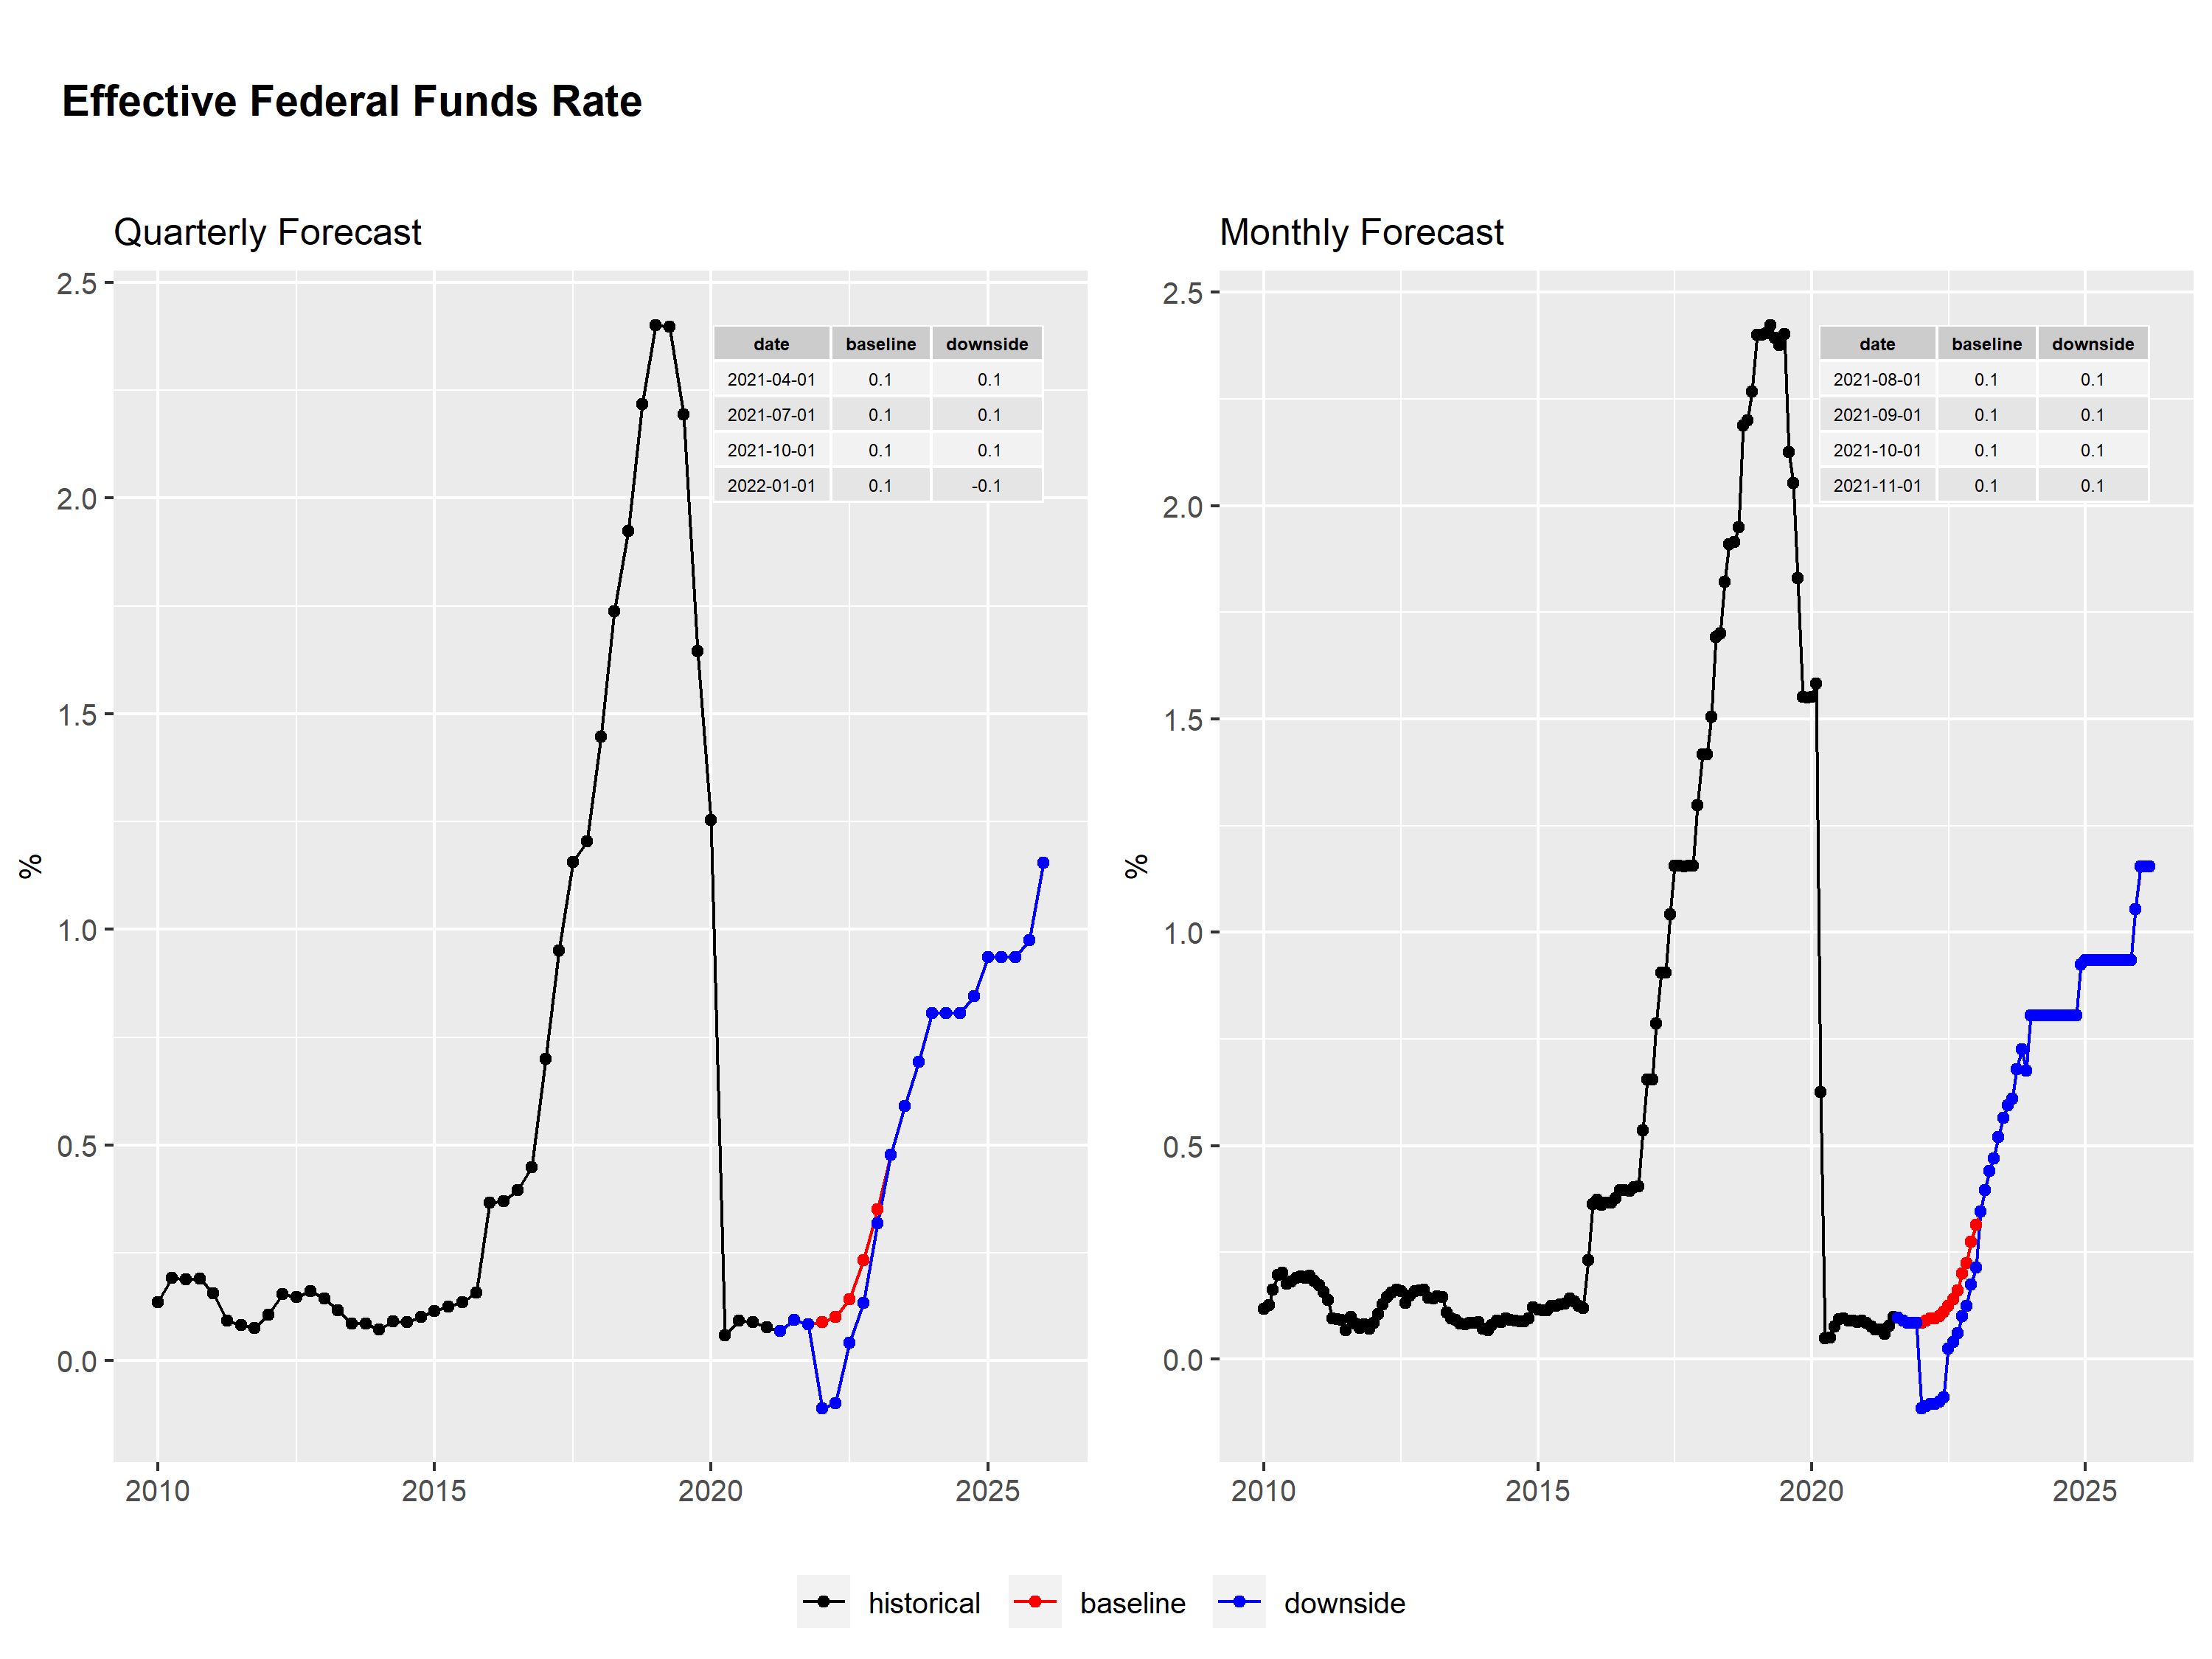 Effective Federal Funds Rate
Quarterly Forecast
2.5
2.0
1.5
1.0
0.5
0.0
%
2010 2015 2020 2025
date baseline downside
2021-04-01 0.1 0.1
2021-07-01 0.1 0.1
2021-10-01 0.1 0.1
2022-01-01 0.1 -0.1
Monthly Forecast
2.5
2.0
1.5
1.0
0.5
0.0
%
2010 2015 2020 2025
date baseline downside
2021-08-01 0.1 0.1
2021-09-01 0.1 0.1
2021-10-01 0.1 0.1
2021-11-01 0.1 0.1
historical baseline downside